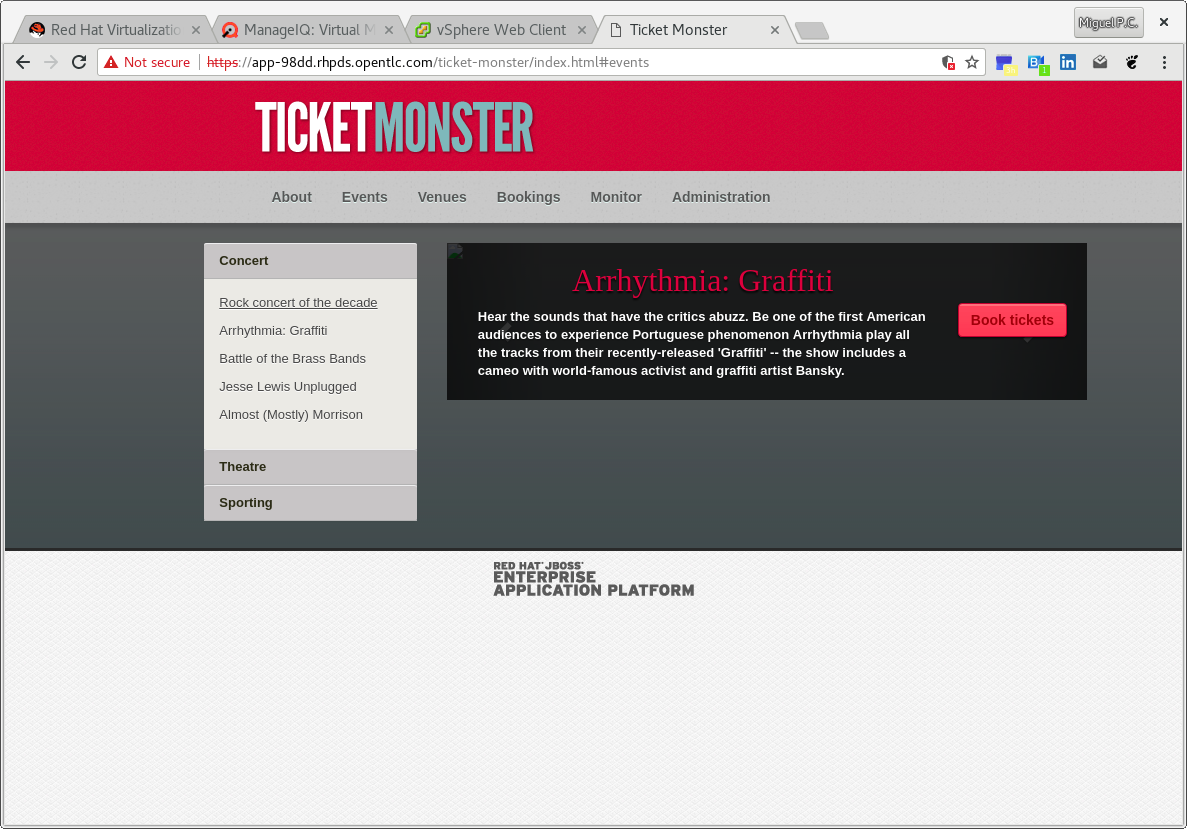 Red Hat Virtualizatio
ManageIQ: Virtual M
vSphere Web Client
Ticket Monster
Miguel P.C.
Not secure
https://app-98dd.rhpds.opentlc.com/ticket-monster/index.html#events
1
TICKETMONSTER
About Events Venues Bookings Monitor Administration
Concert
Rock concert of the decade
Arrhythmia: Graffiti
Battle of the Brass Bands
Jesse Lewis Unplugged
Almost (Mostly) Morrison
Theatre
Sporting
Arrhythmia: Graffiti
Hear the sounds that have the critics abuzz. Be one of the first American
audiences to experience Portuguese phenomenon Arrhythmia play all
the tracks from their recently-released 'Graffiti' -- the show includes a
cameo with world-famous activist and graffiti artist Bansky.
Book tickets
RED HAT® JBOSS®
ENTERPRISE
APPLICATION PLATFORM